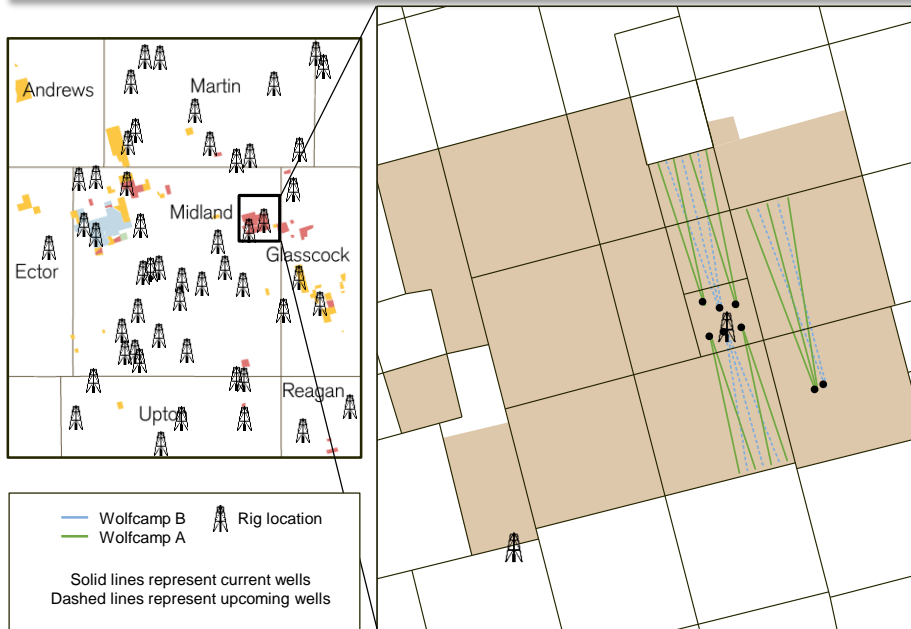 Andrews
Martin
Midland
Ector
Glasscock
Reagan
Upton
Wolfcamp B
Rig location
Wolfcamp A
Solid lines represent current wells
Dashed lines represent upcoming wells